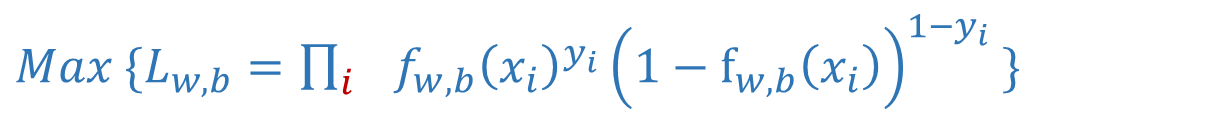 Max {L_{w,b} = ∏_i f_{w,b}(x_i)^{y_i} (1 − f_{w,b}(x_i))^{1−y_i} }